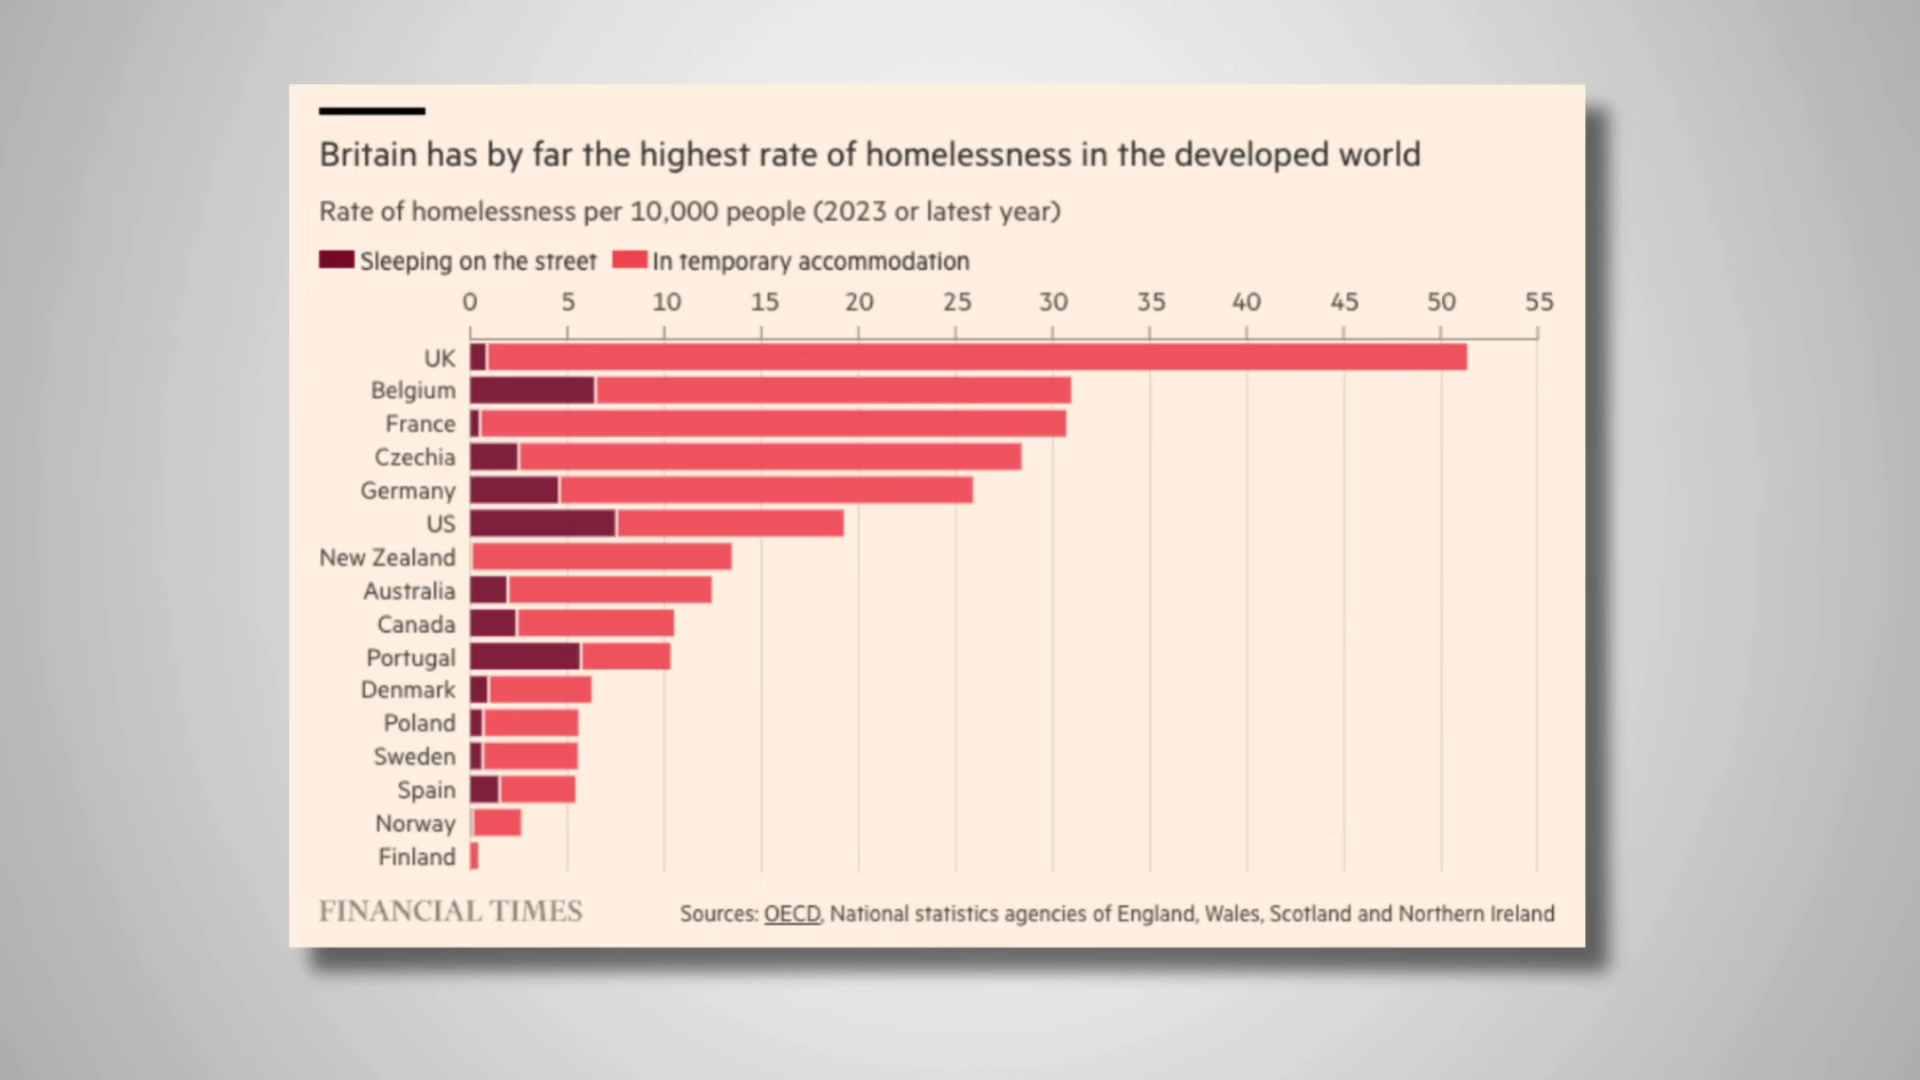 Britain has by far the highest rate of homelessness in the developed world
Rate of homelessness per 10,000 people (2023 or latest year)
Sleeping on the street In temporary accommodation
0 5 10 15 20 25 30 35 40 45 50 55
UK
Belgium
France
Czechia
Germany
US
New Zealand
Australia
Canada
Portugal
Denmark
Poland
Sweden
Spain
Norway
Finland
FINANCIAL TIMES Sources: OECD, National statistics agencies of England, Wales, Scotland and Northern Ireland